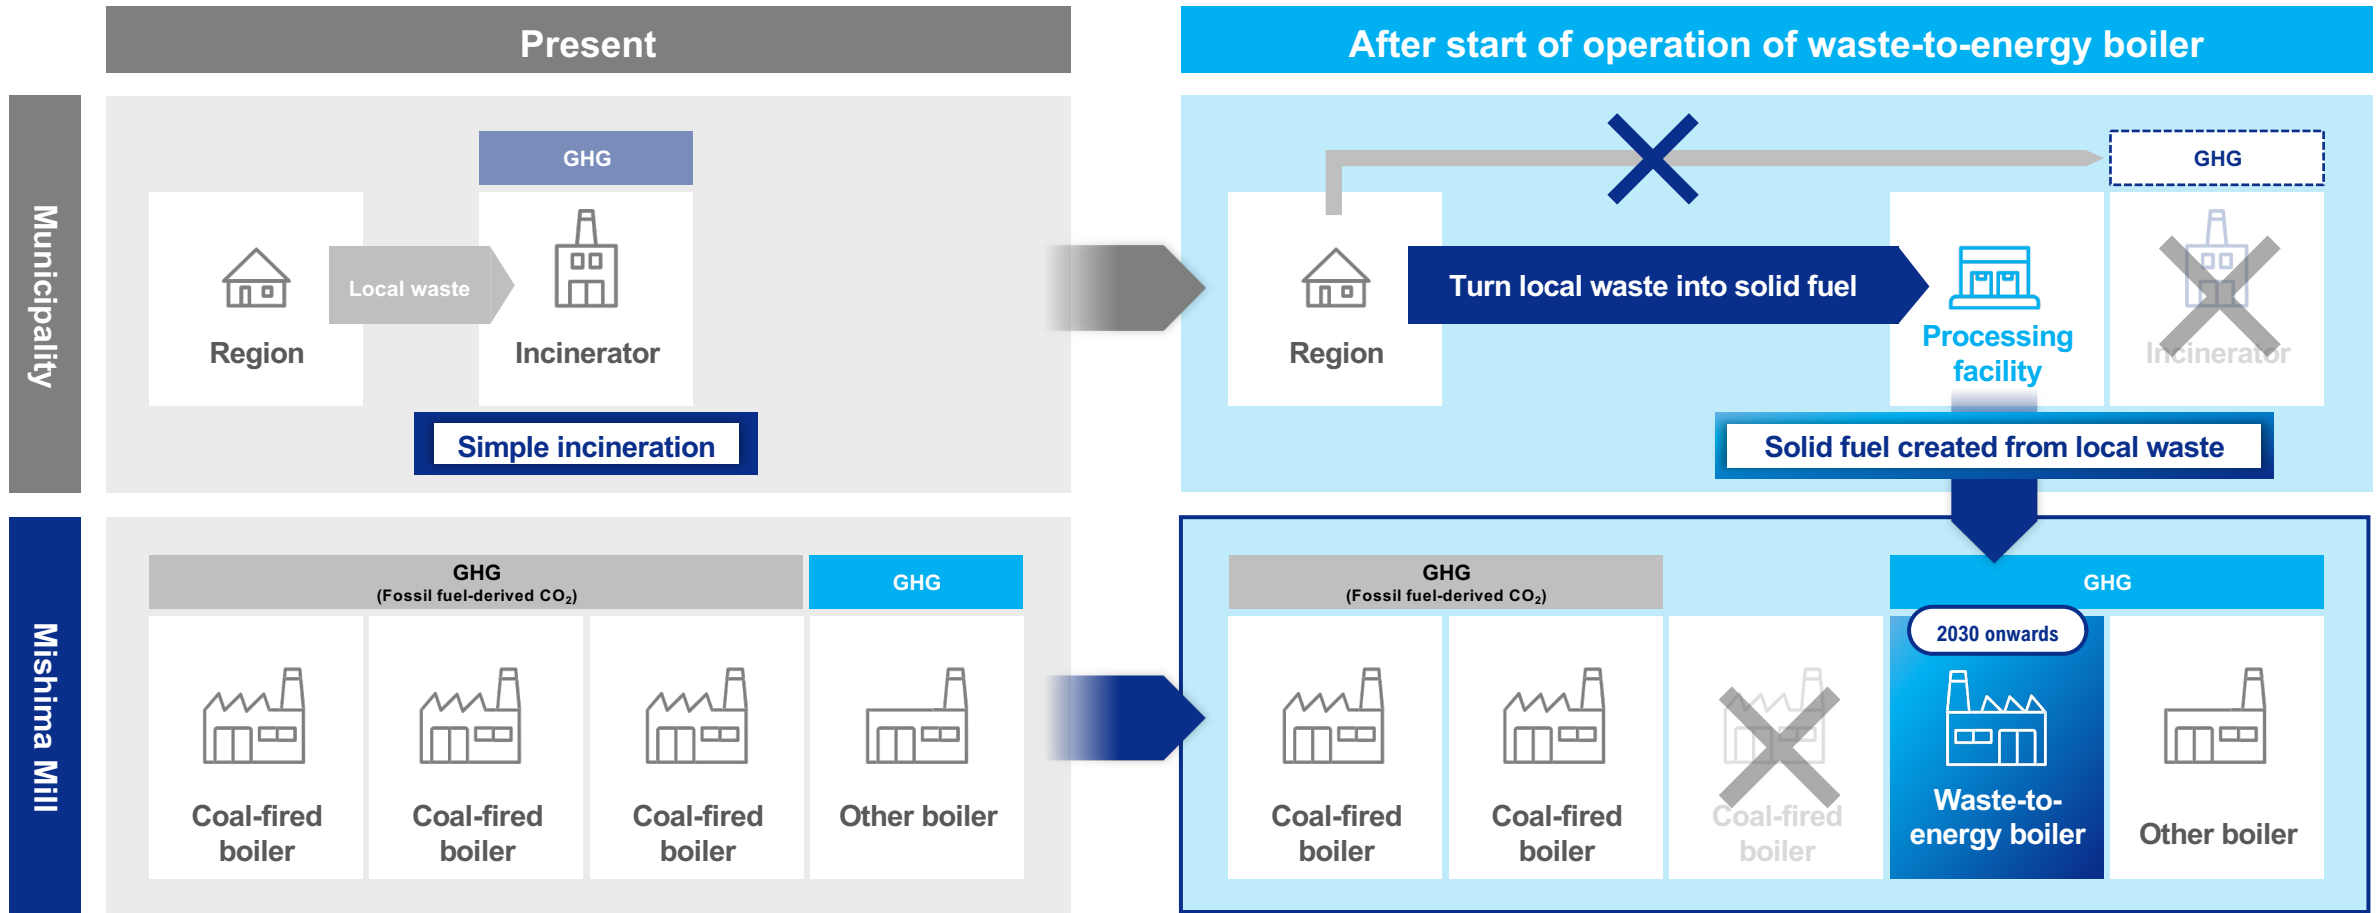 Present
After start of operation of waste-to-energy boiler
Municipality
GHG
Region
Local waste
Incinerator
Simple incineration
GHG
Region
Turn local waste into solid fuel
Processing
facility
Incinerator
Solid fuel created from local waste
Mishima Mill
GHG
(Fossil fuel-derived CO₂)
GHG
Coal-fired
boiler
Coal-fired
boiler
Coal-fired
boiler
Other boiler
GHG
(Fossil fuel-derived CO₂)
GHG
2030 onwards
Coal-fired
boiler
Coal-fired
boiler
Coal-fired
boiler
Waste-to-
energy boiler
Other boiler